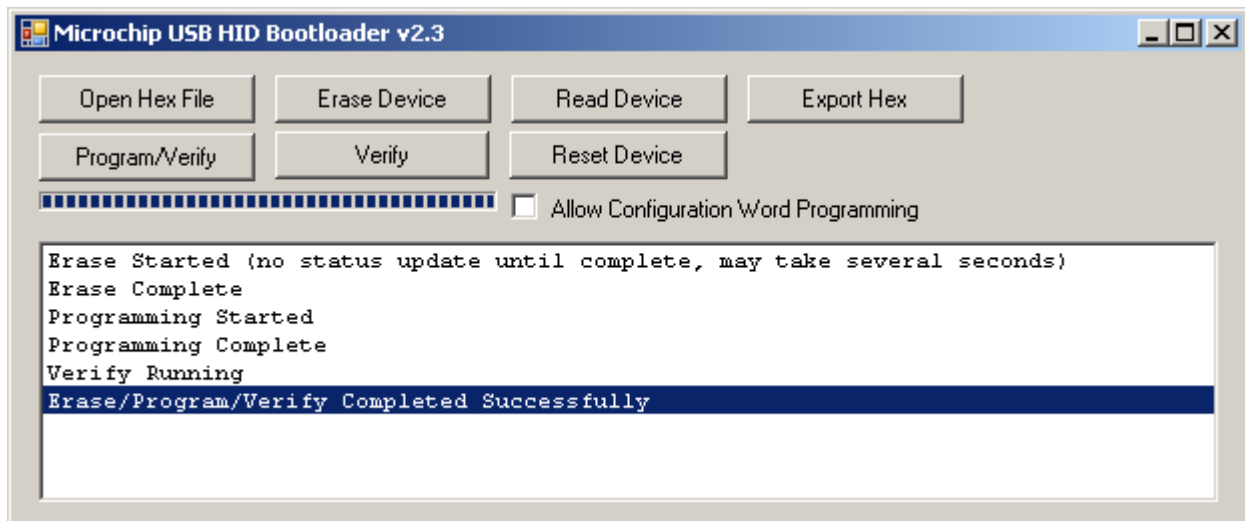 Microchip USB HID Bootloader v2.3
Open Hex File Erase Device Read Device Export Hex
Program/Verify Verify Reset Device
Allow Configuration Word Programming
Erase Started (no status update until complete, may take several seconds)
Erase Complete
Programming Started
Programming Complete
Verify Running
Erase/Program/Verify Completed Successfully